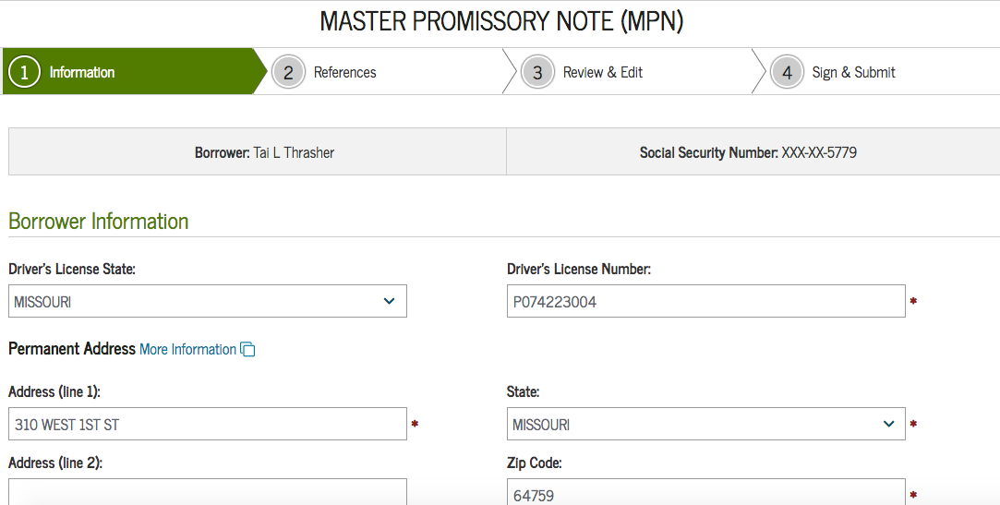 MASTER PROMISSORY NOTE (MPN)
1 Information 2 References 3 Review & Edit 4 Sign & Submit
Borrower: Tai L Thrasher Social Security Number: XXX-XX-5779
Borrower Information
Driver's License State: Driver's License Number:
MISSOURI P074223004 *
Permanent Address More Information
Address (line 1): State:
310 WEST 1ST ST * MISSOURI *
Address (line 2): Zip Code:
64759 *